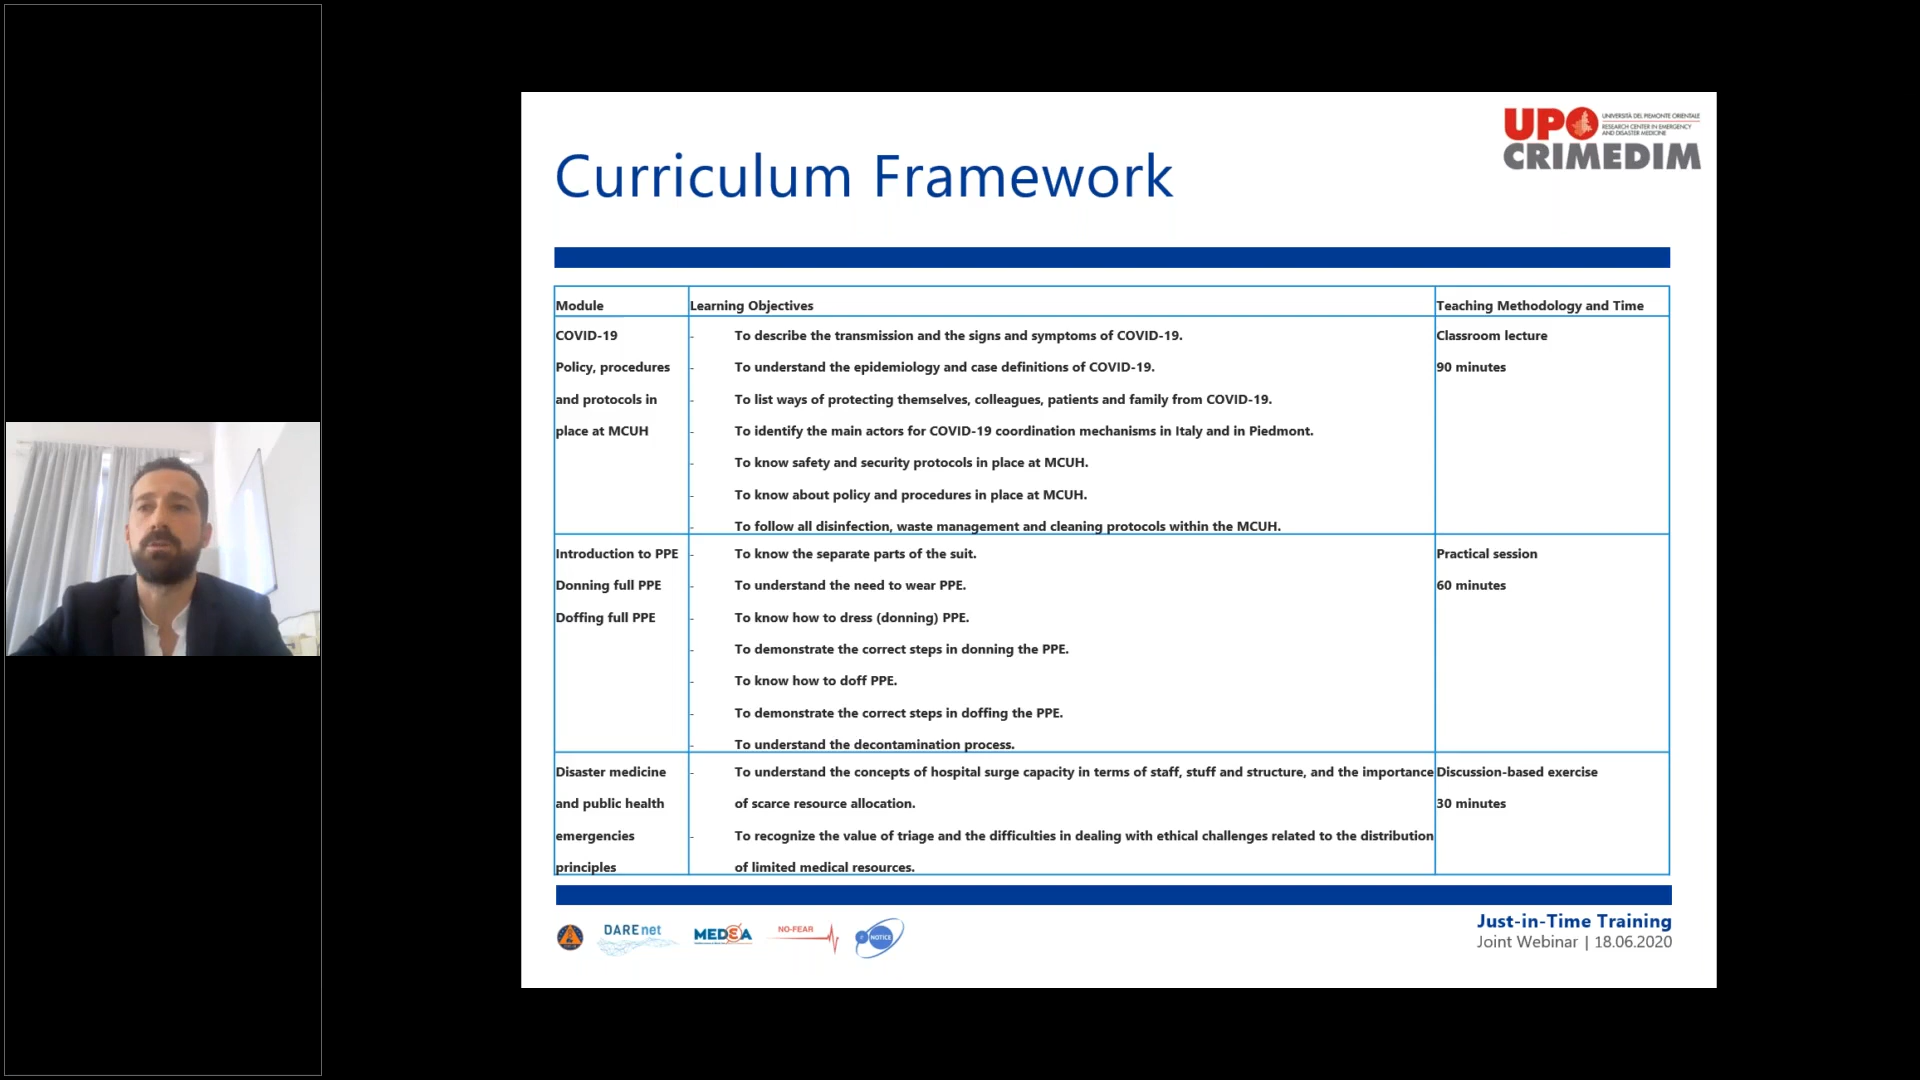 UPO
UNIVERSITÀ DEL PIEMONTE ORIENTALE
RESEARCH CENTER IN EMERGENCY
AND DISASTER MEDICINE
CRIMEDIM
Curriculum Framework
Module
Learning Objectives
Teaching Methodology and Time
COVID-19
Policy, procedures
and protocols in
place at MCUH
- To describe the transmission and the signs and symptoms of COVID-19.
- To understand the epidemiology and case definitions of COVID-19.
- To list ways of protecting themselves, colleagues, patients and family from COVID-19.
- To identify the main actors for COVID-19 coordination mechanisms in Italy and in Piedmont.
- To know safety and security protocols in place at MCUH.
- To know about policy and procedures in place at MCUH.
- To follow all disinfection, waste management and cleaning protocols within the MCUH.
Classroom lecture
90 minutes
Introduction to PPE
Donning full PPE
Doffing full PPE
- To know the separate parts of the suit.
- To understand the need to wear PPE.
- To know how to dress (donning) PPE.
- To demonstrate the correct steps in donning the PPE.
- To know how to doff PPE.
- To demonstrate the correct steps in doffing the PPE.
- To understand the decontamination process.
Practical session
60 minutes
Disaster medicine
and public health
emergencies
principles
- To understand the concepts of hospital surge capacity in terms of staff, stuff and structure, and the importance
of scarce resource allocation.
- To recognize the value of triage and the difficulties in dealing with ethical challenges related to the distribution
of limited medical resources.
Discussion-based exercise
30 minutes
DAREnet
MEDEA
NO-FEAR
NOTICE
Just-in-Time Training
Joint Webinar | 18.06.2020